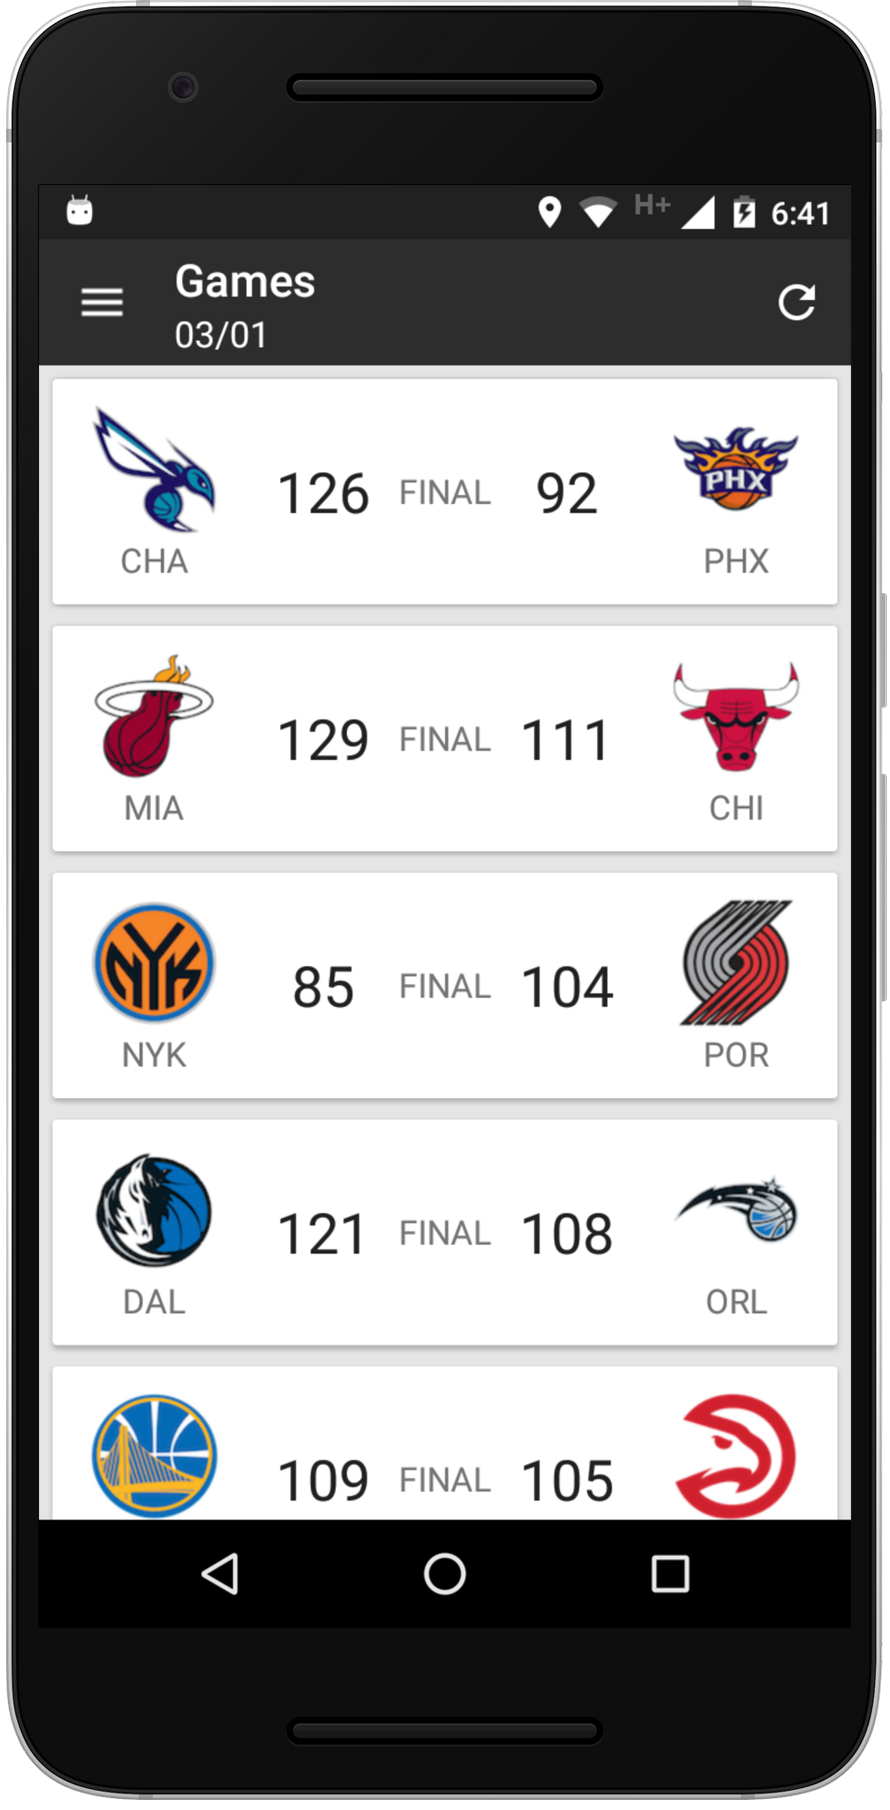 H+ 6:41
Games
03/01
126 FINAL 92
PHX
CHA PHX
129 FINAL 111
MIA CHI
NYK
85 FINAL 104
NYK POR
121 FINAL 108
DAL ORL
109 FINAL 105